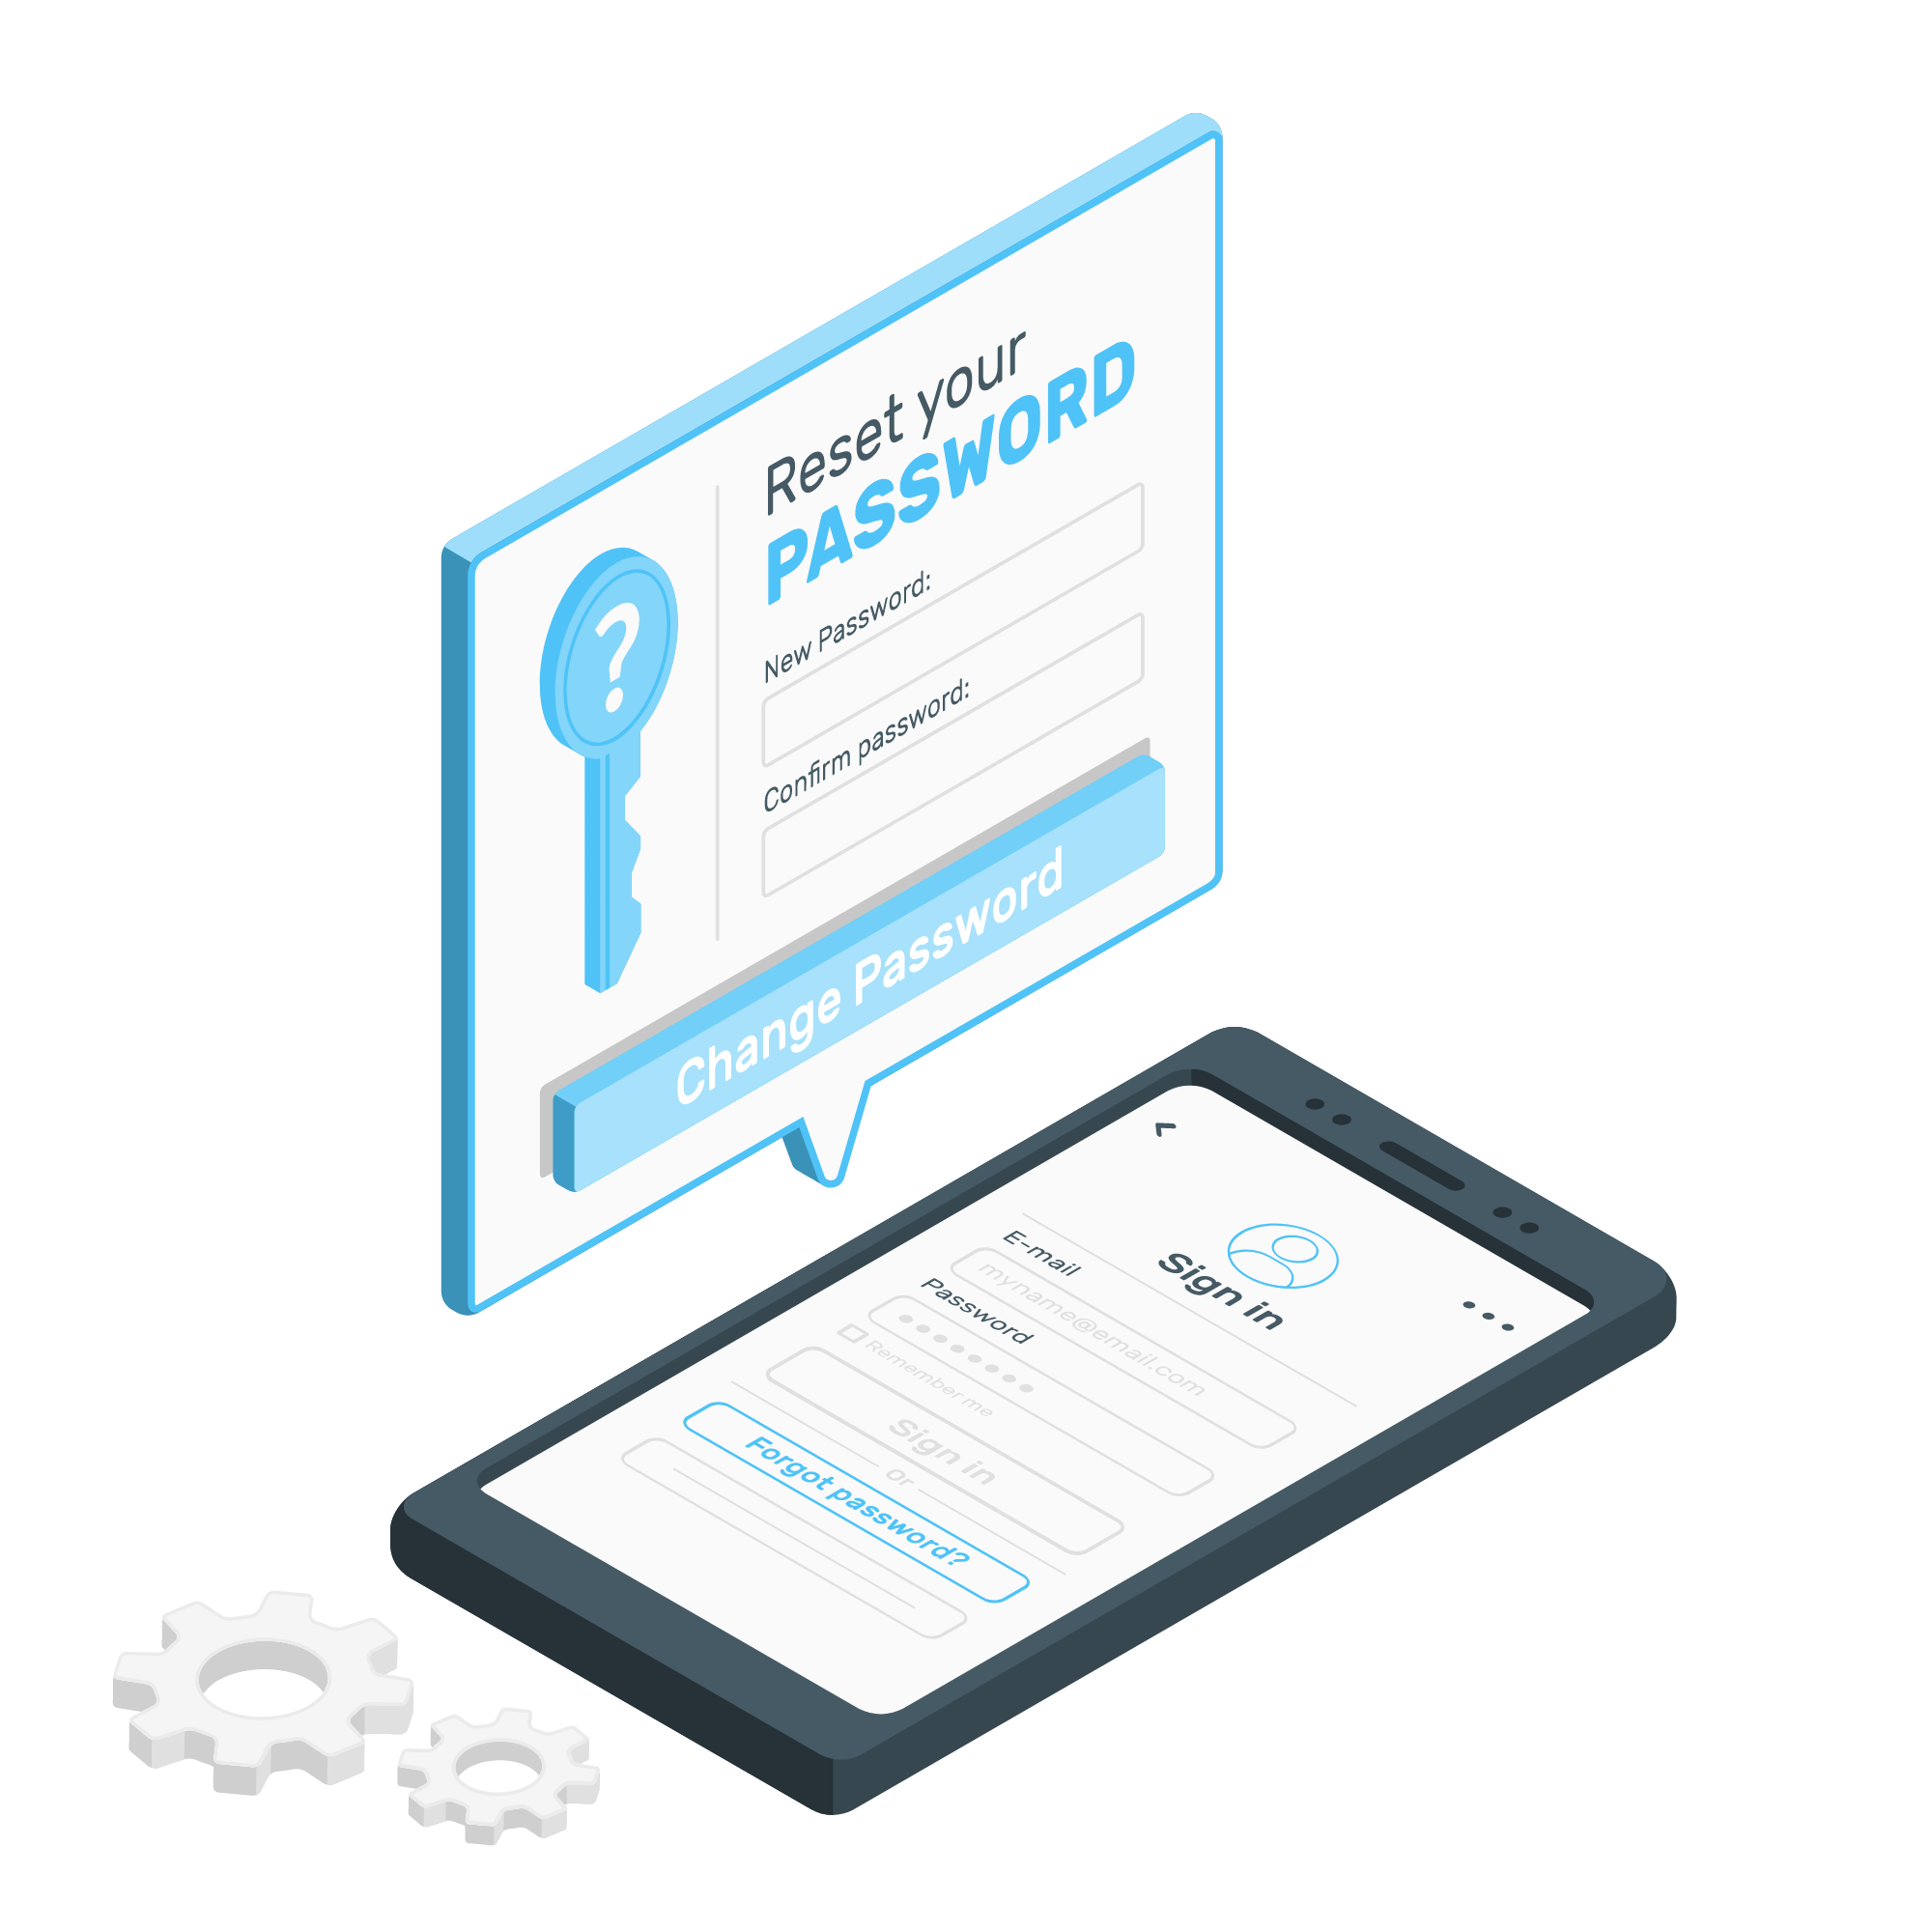 Reset your
PASSWORD
New Password:
Confirm password:
Change Password
?
<
Sign in
E-mail
myname@email.com
Password
Remember me
Sign in
or
Forgot password?